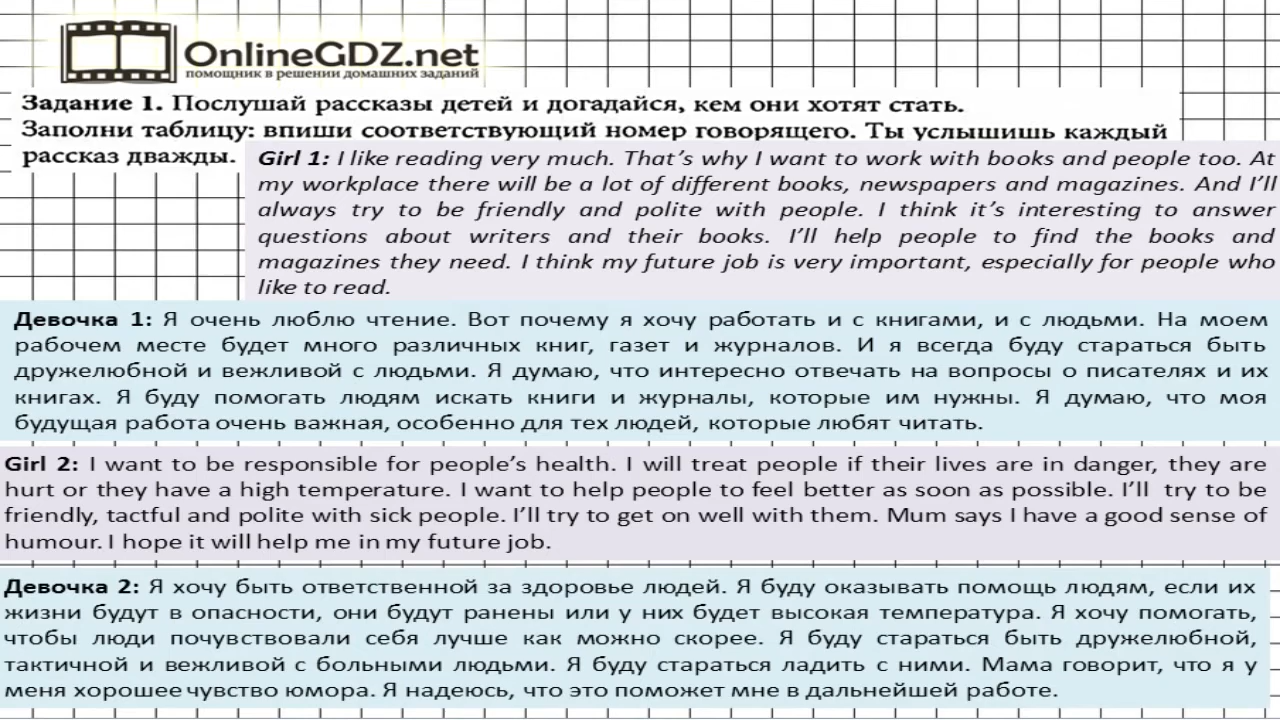 OnlineGDZ.net
помощник в решении домашних заданий
Задание 1. Послушай рассказы детей и догадайся, кем они хотят стать.
Заполни таблицу: впиши соответствующий номер говорящего. Ты услышишь каждый
рассказ дважды.
Girl 1: I like reading very much. That's why I want to work with books and people too. At
my workplace there will be a lot of different books, newspapers and magazines. And I'll
always try to be friendly and polite with people. I think it's interesting to answer
questions about writers and their books. I'll help people to find the books and
magazines they need. I think my future job is very important, especially for people who
like to read.
Девочка 1: Я очень люблю чтение. Вот почему я хочу работать и с книгами, и с людьми. На моем
рабочем месте будет много различных книг, газет и журналов. И я всегда буду стараться быть
дружелюбной и вежливой с людьми. Я думаю, что интересно отвечать на вопросы о писателях и их
книгах. Я буду помогать людям искать книги и журналы, которые им нужны. Я думаю, что моя
будущая работа очень важная, особенно для тех людей, которые любят читать.
Girl 2: I want to be responsible for people's health. I will treat people if their lives are in danger, they are
hurt or they have a high temperature. I want to help people to feel better as soon as possible. I'll try to be
friendly, tactful and polite with sick people. I'll try to get on well with them. Mum says I have a good sense of
humour. I hope it will help me in my future job.
Девочка 2: Я хочу быть ответственной за здоровье людей. Я буду оказывать помощь людям, если их
жизни будут в опасности, они будут ранены или у них будет высокая температура. Я хочу помогать,
чтобы люди почувствовали себя лучше как можно скорее. Я буду стараться быть дружелюбной,
тактичной и вежливой с больными людьми. Я буду стараться ладить с ними. Мама говорит, что я у
меня хорошее чувство юмора. Я надеюсь, что это поможет мне в дальнейшей работе.